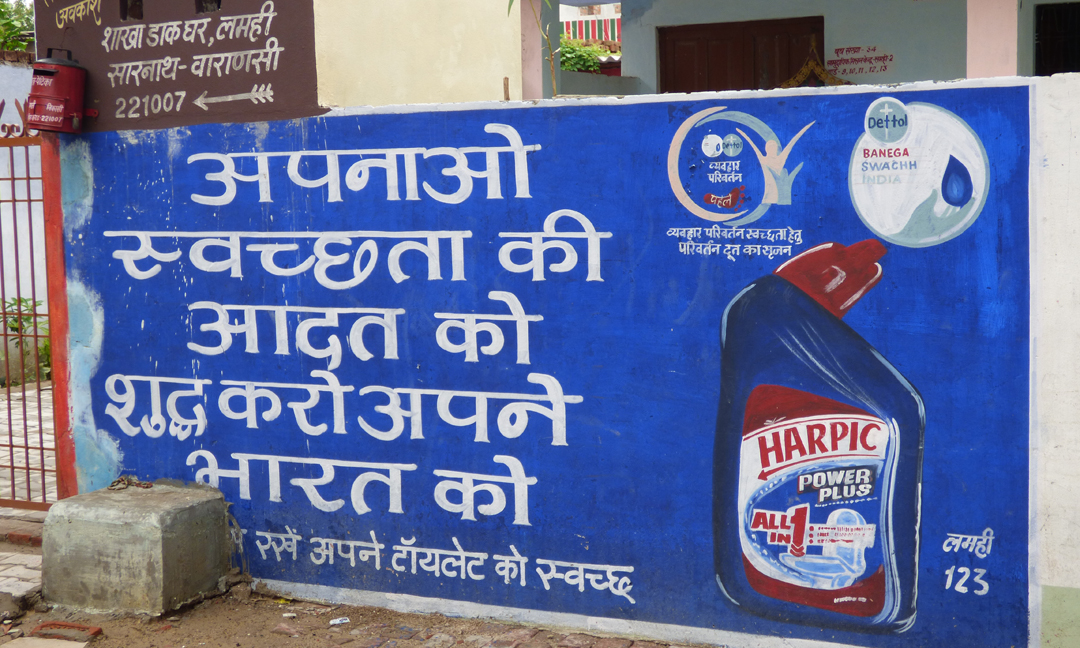 अवकाश
शाखा डाकघर, लमही
सारनाथ-वाराणसी
221007
अपनाओ
स्वच्छता की
आदत को
शुद्ध करो अपने
भारत को
रखें अपने टॉयलेट को स्वच्छ
Dettol
व्यवहार
परिवर्तन
पहल
व्यवहार परिवर्तन स्वच्छता हेतु
परिवर्तन दूत का सृजन
Dettol
BANEGA
SWACHH
INDIA
HARPIC
POWER
PLUS
ALL
IN 1
लमही
123